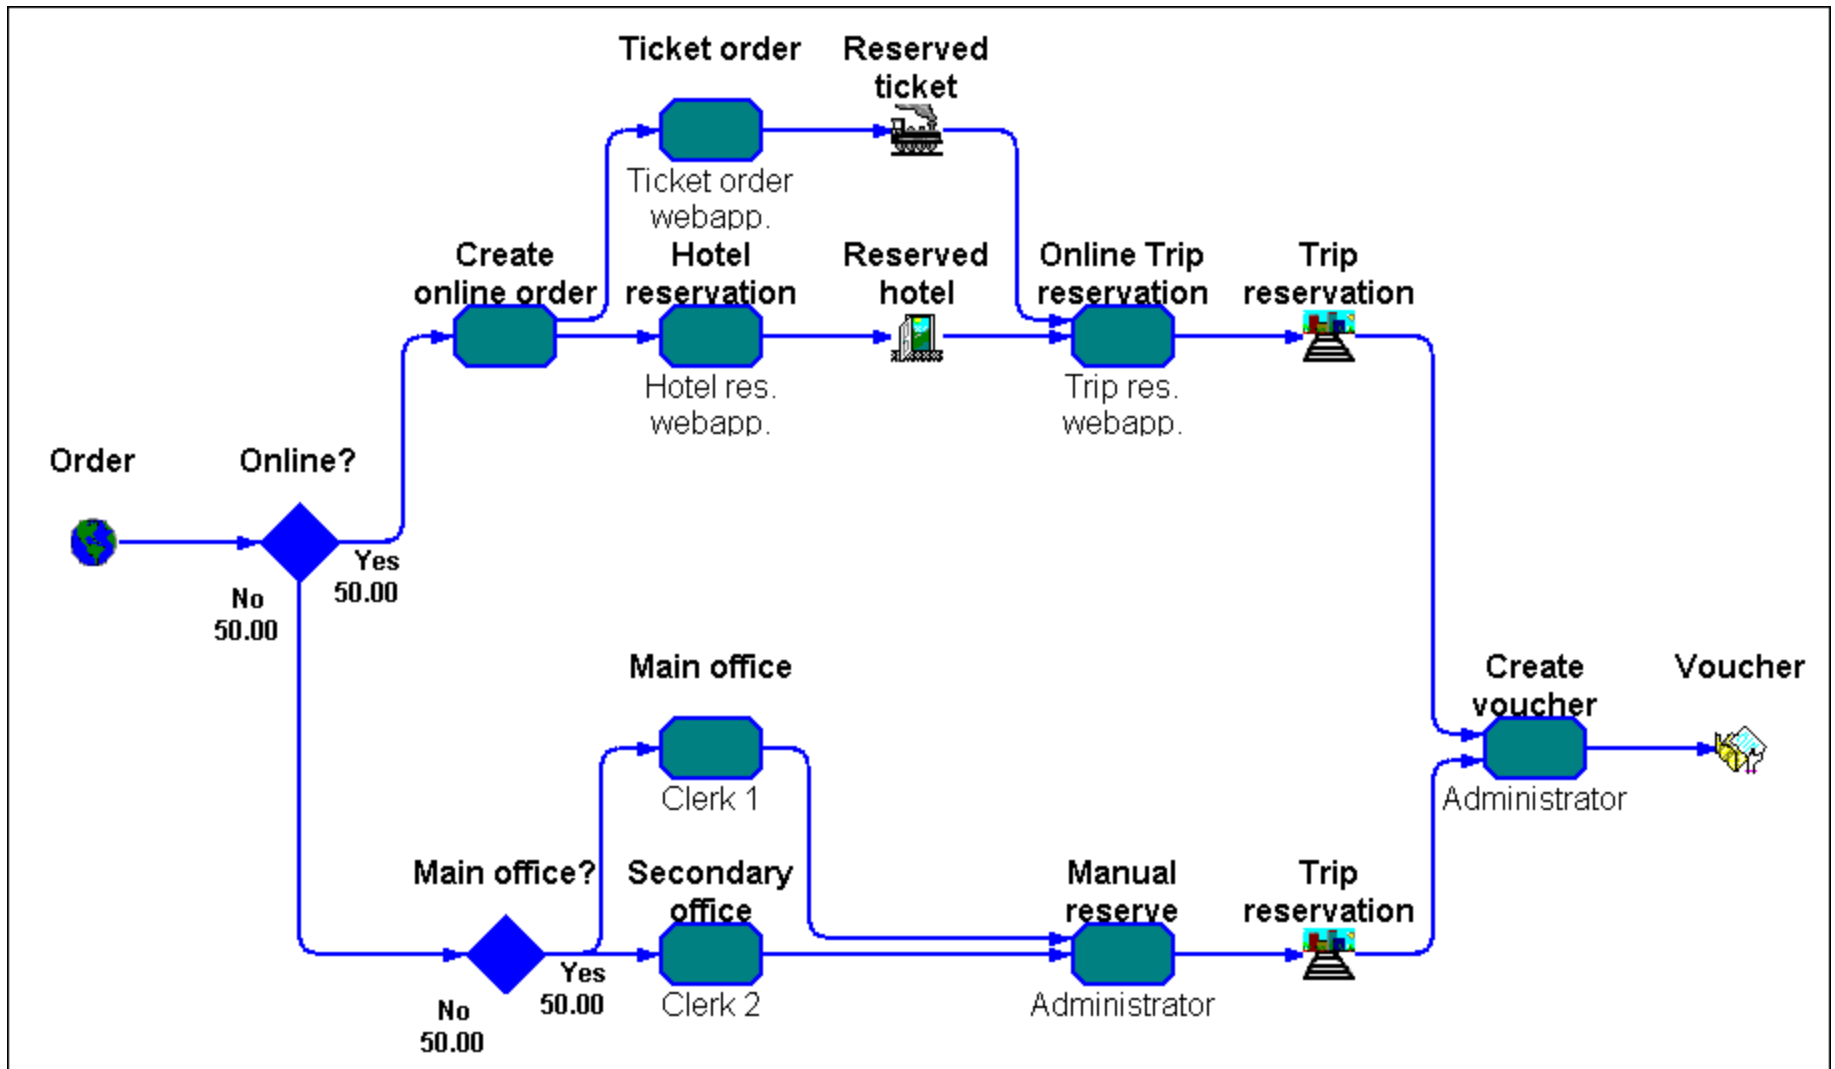 Ticket order
Reserved
ticket
Ticket order
webapp.
Create
online order
Hotel
reservation
Reserved
hotel
Online Trip
reservation
Trip
reservation
Hotel res.
webapp.
Trip res.
webapp.
Order
Online?
Yes
50.00
No
50.00
Main office
Clerk 1
Create
voucher
Voucher
Administrator
Main office?
Secondary
office
Manual
reserve
Trip
reservation
Yes
50.00
No
50.00
Clerk 2
Administrator